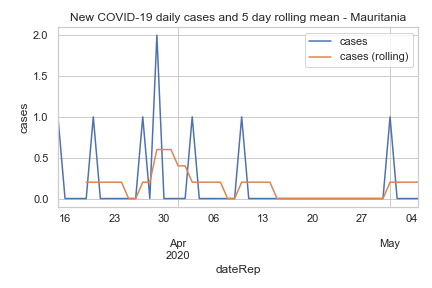 New COVID-19 daily cases and 5 day rolling mean - Mauritania
cases
cases (rolling)
cases
2.0
1.5
1.0
0.5
0.0
16 23 30 06 13 20 27 04
Apr May
2020
dateRep